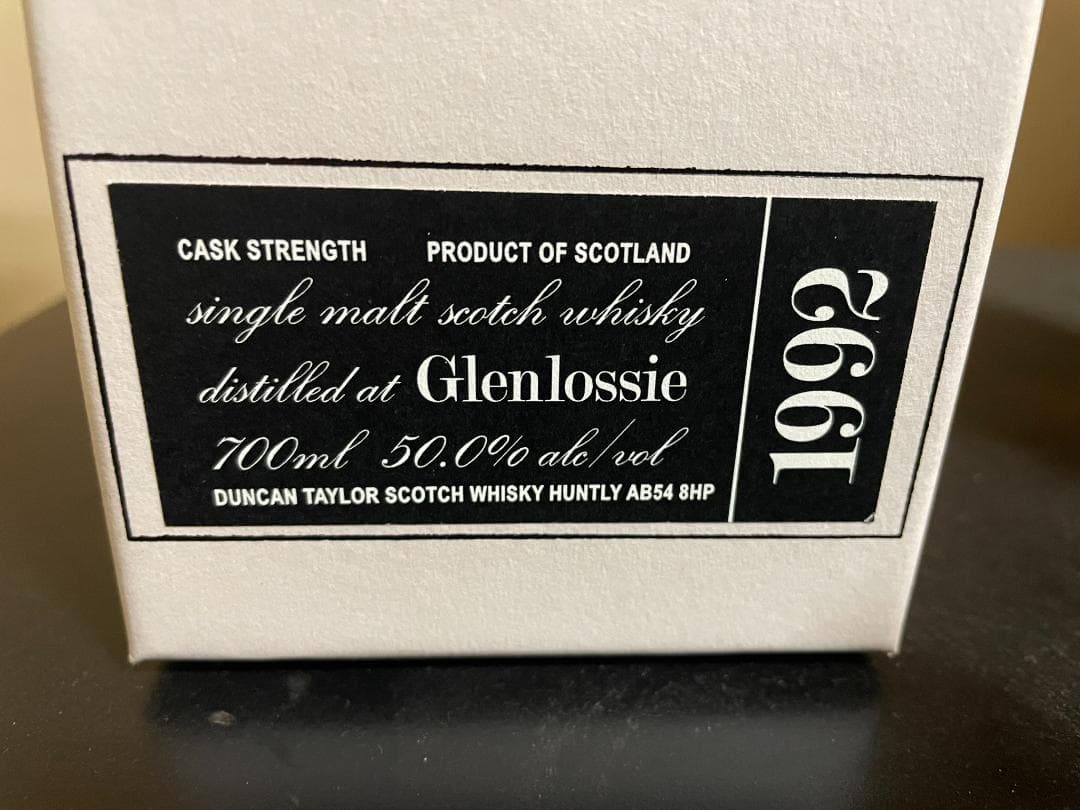 CASK STRENGTH PRODUCT OF SCOTLAND
single malt scotch whisky
distilled at Glenlossie
700ml 50.0% alc/vol
DUNCAN TAYLOR SCOTCH WHISKY HUNTLY AB54 8HP
1992